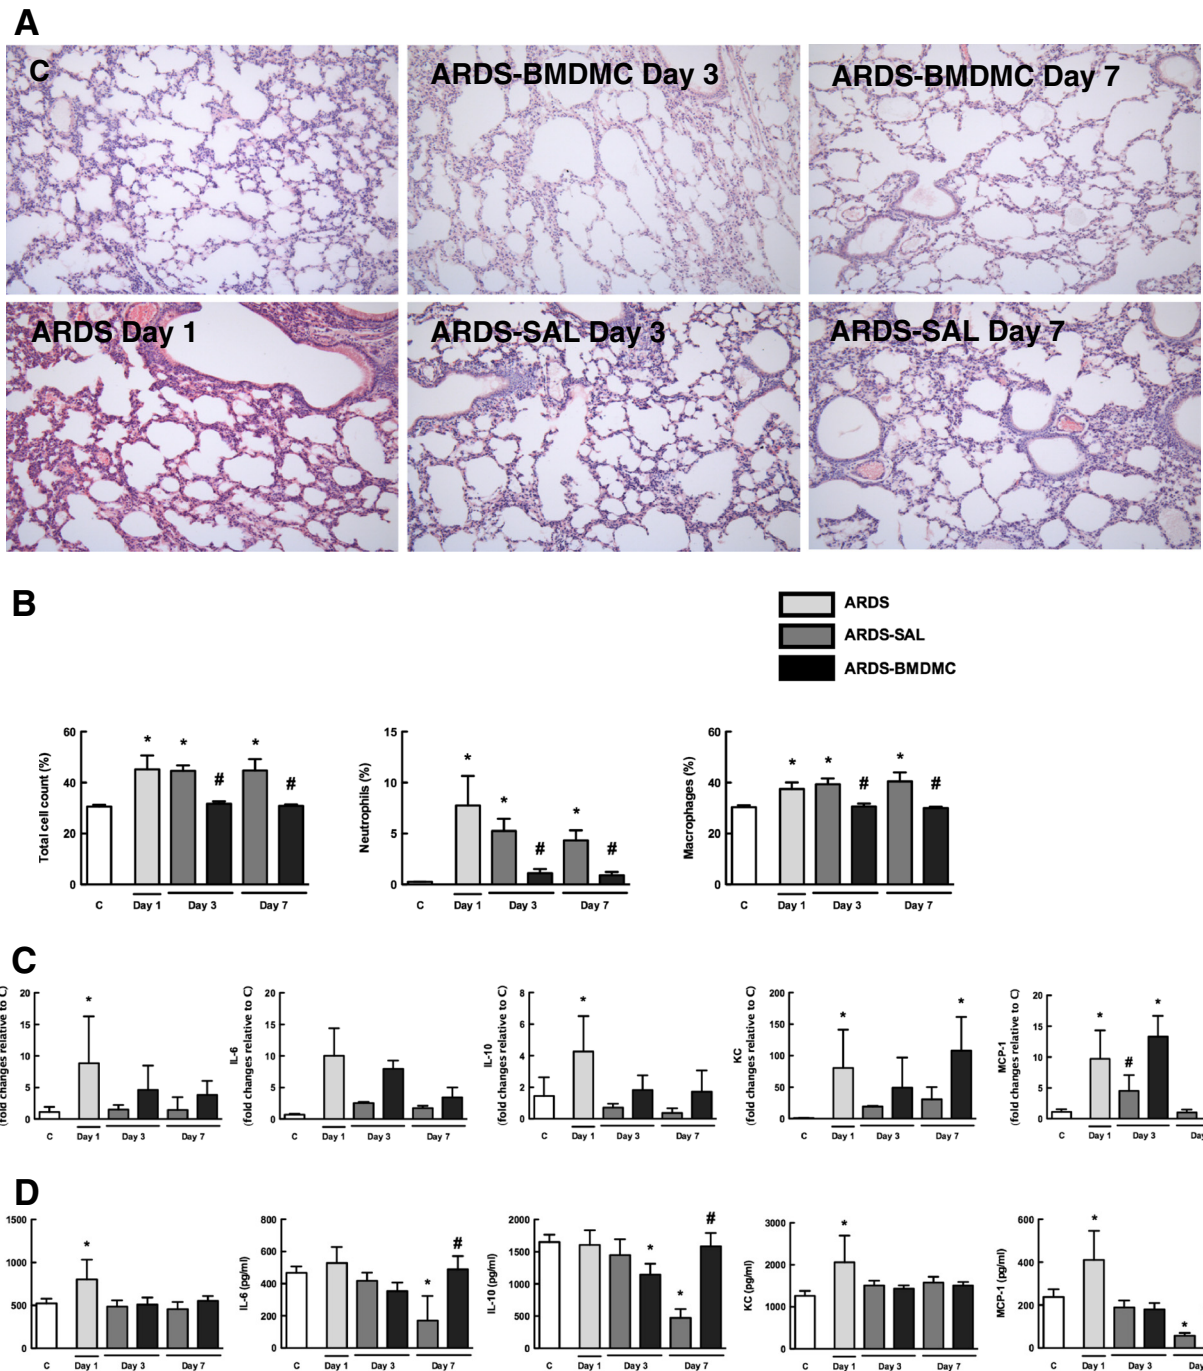 A
C
ARDS-BMDMC Day 3
ARDS-BMDMC Day 7
ARDS Day 1
ARDS-SAL Day 3
ARDS-SAL Day 7
B
ARDS
ARDS-SAL
ARDS-BMDMC
Total cell count (%)
60
40
20
0
* * # * #
C Day 1 Day 3 Day 7
Neutrophils (%)
15
10
5
0
* * # * #
C Day 1 Day 3 Day 7
Macrophages (%)
60
40
20
0
* * # * #
C Day 1 Day 3 Day 7
C
(fold changes relative to C)
20
15
10
5
0
*
C Day 1 Day 3 Day 7
IL-6
(fold changes relative to C)
20
15
10
5
0
C Day 1 Day 3 Day 7
IL-10
(fold changes relative to C)
8
6
4
2
0
*
C Day 1 Day 3 Day 7
KC
(fold changes relative to C)
200
150
100
50
0
* *
C Day 1 Day 3 Day 7
MCP-1
(fold changes relative to C)
20
15
10
5
0
* # *
C Day 1 Day 3 Da
D
1500
1000
500
0
*
C Day 1 Day 3 Day 7
IL-6 (pg/ml)
800
600
400
200
0
* #
C Day 1 Day 3 Day 7
IL-10 (pg/ml)
2000
1500
1000
500
0
* * #
C Day 1 Day 3 Day 7
KC (pg/ml)
3000
2000
1000
0
*
C Day 1 Day 3 Day 7
MCP-1 (pg/ml)
600
400
200
0
* *
C Day 1 Day 3 Da